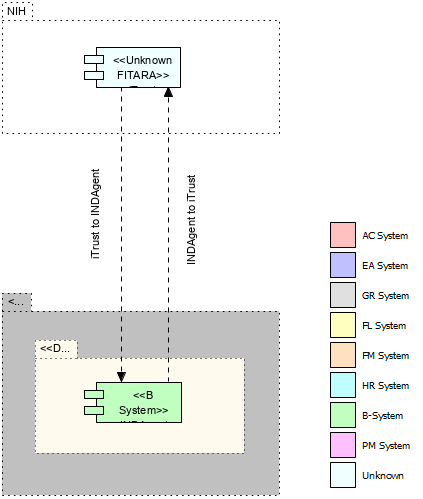 NIH
<<Unknown
FITARA>>
iTrust to INDAgent
INDAgent to iTrust
<...
<<D...
<<B
System>>
AC System
EA System
GR System
FL System
FM System
HR System
B-System
PM System
Unknown